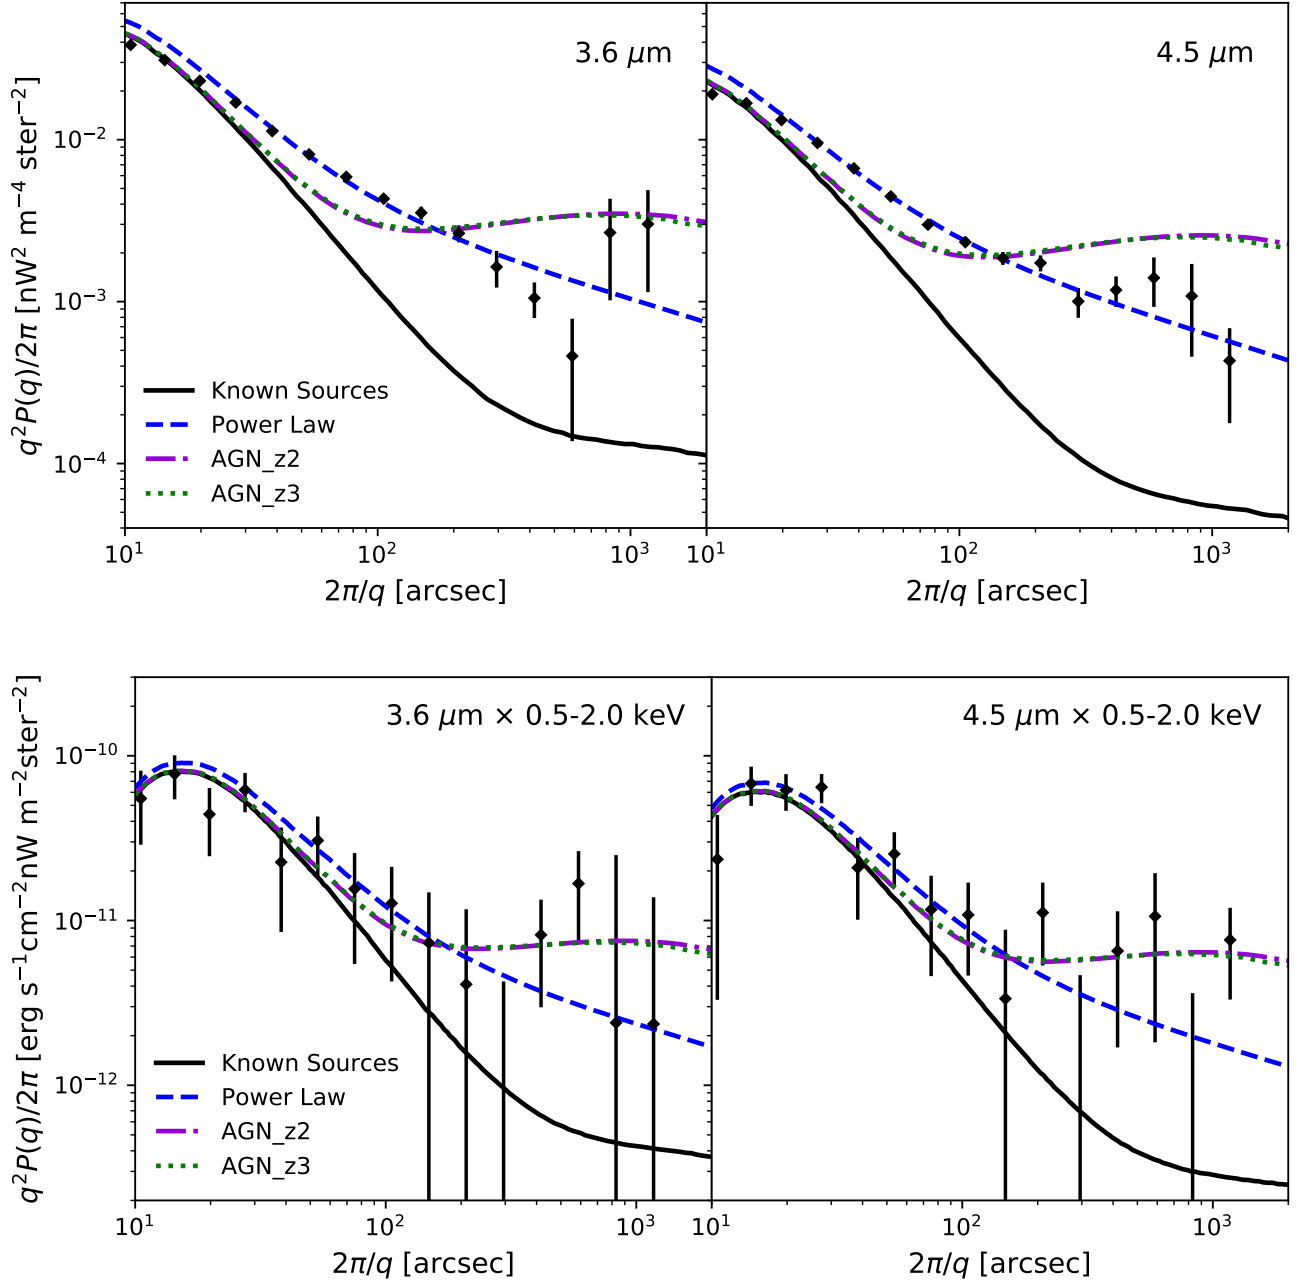 3.6 μm
4.5 μm
q²P(q)/2π [nW² m⁻⁴ ster⁻²]
10⁻²
10⁻³
10⁻⁴
Known Sources
Power Law
AGN_z2
AGN_z3
10¹ 10² 10³ 10¹ 10² 10³
2π/q [arcsec] 2π/q [arcsec]
3.6 μm × 0.5-2.0 keV
4.5 μm × 0.5-2.0 keV
q²P(q)/2π [erg s⁻¹cm⁻²nW m⁻²ster⁻²]
10⁻¹⁰
10⁻¹¹
10⁻¹²
Known Sources
Power Law
AGN_z2
AGN_z3
10¹ 10² 10³ 10¹ 10² 10³
2π/q [arcsec] 2π/q [arcsec]